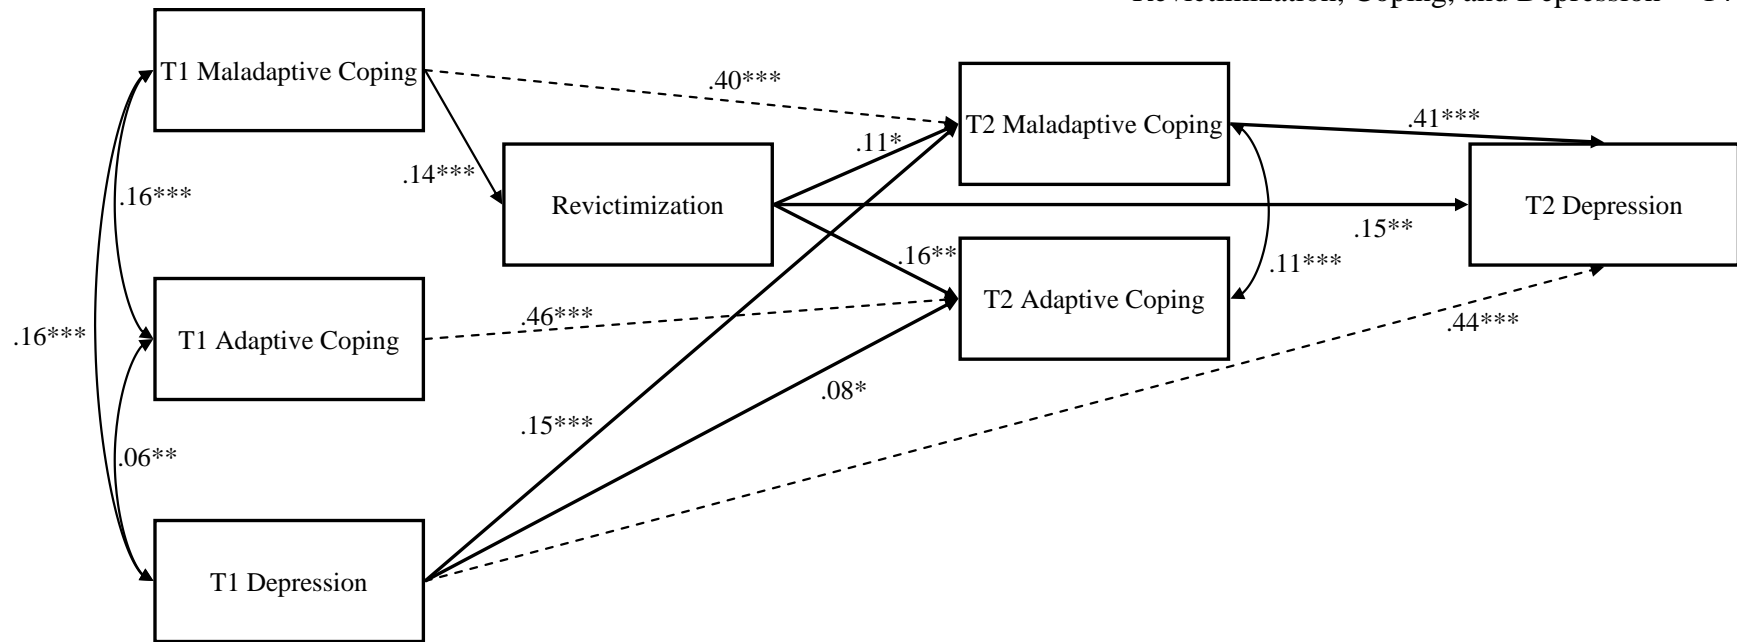 Revictimization, Coping, and Depression
T1 Maladaptive Coping
.40***
T2 Maladaptive Coping
.41***
.11*
.14***
.16***
Revictimization
T2 Depression
.15**
.16**
.11***
T2 Adaptive Coping
.46***
.44***
.16***
T1 Adaptive Coping
.08*
.15***
.06**
T1 Depression